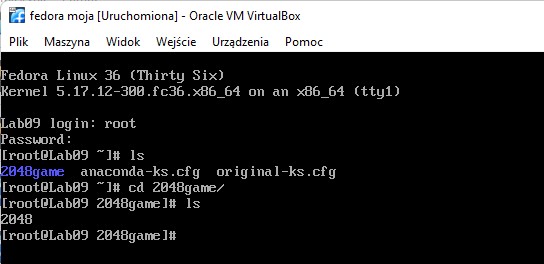 fedora moja [Uruchomiona] - Oracle VM VirtualBox
Plik Maszyna Widok Wejście Urządzenia Pomoc
Fedora Linux 36 (Thirty Six)
Kernel 5.17.12-300.fc36.x86_64 on an x86_64 (tty1)
Lab09 login: root
Password:
[root@Lab09 ~]# ls
2048game anaconda-ks.cfg original-ks.cfg
[root@Lab09 ~]# cd 2048game/
[root@Lab09 2048game]# ls
2048
[root@Lab09 2048game]#